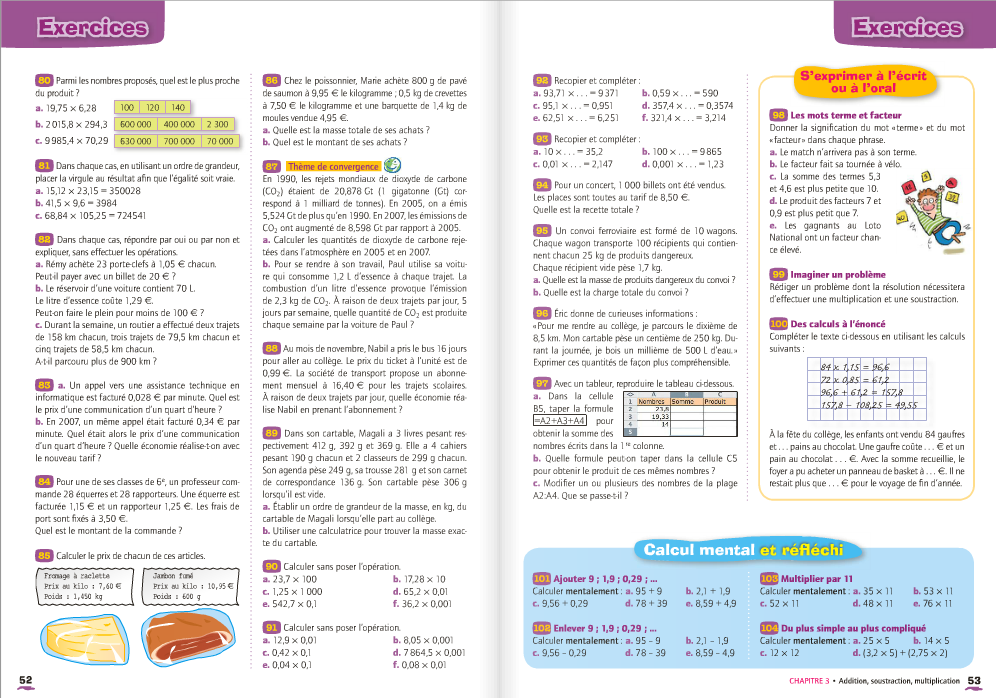 Exercices
80 Parmi les nombres proposés, quel est le plus proche
du produit ?
a. 19,75 × 6,28 100 120 140
b. 2 015,8 × 294,3 600 000 400 000 2 300
c. 9 985,4 × 70,29 630 000 700 000 70 000
81 Dans chaque cas, en utilisant un ordre de grandeur,
placer la virgule au résultat afin que l'égalité soit vraie.
a. 15,12 × 23,15 = 350028
b. 41,5 × 9,6 = 3984
c. 68,84 × 105,25 = 724541
82 Dans chaque cas, répondre par oui ou par non et
expliquer, sans effectuer les opérations.
a. Rémy achète 23 porte-clefs à 1,05 € chacun.
Peut-il payer avec un billet de 20 € ?
b. Le réservoir d'une voiture contient 70 L.
Le litre d'essence coûte 1,29 €.
Peut-on faire le plein pour moins de 100 € ?
c. Durant la semaine, un routier a effectué deux trajets
de 158 km chacun, trois trajets de 79,5 km chacun et
cinq trajets de 58,5 km chacun.
A-t-il parcouru plus de 900 km ?
83 a. Un appel vers une assistance technique en
informatique est facturé 0,028 € par minute. Quel est
le prix d'une communication d'un quart d'heure ?
b. En 2007, un même appel était facturé 0,34 € par
minute. Quel était alors le prix d'une communication
d'un quart d'heure ? Quelle économie réalise-t-on avec
le nouveau tarif ?
84 Pour une de ses classes de 6e, un professeur com-
mande 28 équerres et 28 rapporteurs. Une équerre est
facturée 1,15 € et un rapporteur 1,25 €. Les frais de
port sont fixés à 3,50 €.
Quel est le montant de la commande ?
85 Calculer le prix de chacun de ces articles.
Fromage à raclette
Prix au kilo : 7,60 €
Poids : 1,450 kg
Jambon fumé
Prix au kilo : 10,95 €
Poids : 600 g
52
86 Chez le poissonnier, Marie achète 800 g de pavé
de saumon à 9,95 € le kilogramme ; 0,5 kg de crevettes
à 7,50 € le kilogramme et une barquette de 1,4 kg de
moules vendue 4,95 €.
a. Quelle est la masse totale de ses achats ?
b. Quel est le montant de ses achats ?
87 Thème de convergence
En 1990, les rejets mondiaux de dioxyde de carbone
(CO2) étaient de 20,878 Gt (1 gigatonne (Gt) cor-
respond à 1 milliard de tonnes). En 2005, on a émis
5,524 Gt de plus qu'en 1990. En 2007, les émissions de
CO2 ont augmenté de 8,598 Gt par rapport à 2005.
a. Calculer les quantités de dioxyde de carbone reje-
tées dans l'atmosphère en 2005 et en 2007.
b. Pour se rendre à son travail, Paul utilise sa voitu-
re qui consomme 1,2 L d'essence à chaque trajet. La
combustion d'un litre d'essence provoque l'émission
de 2,3 kg de CO2. À raison de deux trajets par jour, 5
jours par semaine, quelle quantité de CO2 est produite
chaque semaine par la voiture de Paul ?
88 Au mois de novembre, Nabil a pris le bus 16 jours
pour aller au collège. Le prix du ticket à l'unité est de
0,99 €. La société de transport propose un abonne-
ment mensuel à 16,40 € pour les trajets scolaires.
À raison de deux trajets par jour, quelle économie réa-
lise Nabil en prenant l'abonnement ?
89 Dans son cartable, Magali a 3 livres pesant res-
pectivement 412 g, 392 g et 369 g. Elle a 4 cahiers
pesant 190 g chacun et 2 classeurs de 299 g chacun.
Son agenda pèse 249 g, sa trousse 281 g et son carnet
de correspondance 136 g. Son cartable pèse 306 g
lorsqu'il est vide.
a. Établir un ordre de grandeur de la masse, en kg, du
cartable de Magali lorsqu'elle part au collège.
b. Utiliser une calculatrice pour trouver la masse exac-
te du cartable.
90 Calculer sans poser l'opération.
a. 23,7 × 100 b. 17,28 × 10
c. 1,25 × 1 000 d. 65,2 × 0,01
e. 542,7 × 0,1 f. 36,2 × 0,001
91 Calculer sans poser l'opération.
a. 12,9 × 0,01 b. 8,05 × 0,001
c. 0,42 × 0,1 d. 7 864,5 × 0,001
e. 0,04 × 0,1 f. 0,08 × 0,01
Exercices
92 Recopier et compléter :
a. 93,71 × . . . = 9 371 b. 0,59 × . . . = 590
c. 95,1 × . . . = 0,951 d. 357,4 × . . . = 0,3574
e. 62,51 × . . . = 6,251 f. 321,4 × . . . = 3,214
93 Recopier et compléter :
a. 10 × . . . = 35,2 b. 100 × . . . = 9 865
c. 0,01 × . . . = 2,147 d. 0,001 × . . . = 1,23
94 Pour un concert, 1 000 billets ont été vendus.
Les places sont toutes au tarif de 8,50 €.
Quelle est la recette totale ?
95 Un convoi ferroviaire est formé de 10 wagons.
Chaque wagon transporte 100 récipients qui contien-
nent chacun 25 kg de produits dangereux.
Chaque récipient vide pèse 1,7 kg.
a. Quelle est la masse de produits dangereux du convoi ?
b. Quelle est la charge totale du convoi ?
96 Éric donne de curieuses informations :
« Pour me rendre au collège, je parcours le dixième de
8,5 km. Mon cartable pèse un centième de 250 kg. Du-
rant la journée, je bois un millième de 500 L d'eau. »
Exprimer ces quantités de façon plus compréhensible.
97 Avec un tableur, reproduire le tableau ci-dessous.
a. Dans la cellule
B5, taper la formule
=A2+A3+A4 pour
obtenir la somme des
nombres écrits dans la 1re colonne.
A B C
1 Nombres Somme Produit
2 23,8
3 19,33
4 14
5
b. Quelle formule peut-on taper dans la cellule C5
pour obtenir le produit de ces mêmes nombres ?
c. Modifier un ou plusieurs des nombres de la plage
A2:A4. Que se passe-t-il ?
S'exprimer à l'écrit
ou à l'oral
98 Les mots terme et facteur
Donner la signification du mot « terme » et du mot
« facteur » dans chaque phrase.
a. Le match n'arrivera pas à son terme.
b. Le facteur fait sa tournée à vélo.
c. La somme des termes 5,3
et 4,6 est plus petite que 10.
d. Le produit des facteurs 7 et
0,9 est plus petit que 7.
e. Les gagnants au Loto
National ont un facteur chan-
ce élevé.
99 Imaginer un problème
Rédiger un problème dont la résolution nécessitera
d'effectuer une multiplication et une soustraction.
100 Des calculs à l'énoncé
Compléter le texte ci-dessous en utilisant les calculs
suivants :
84 × 1,15 = 96,6
72 × 0,85 = 61,2
96,6 + 61,2 = 157,8
157,8 − 108,25 = 49,55
À la fête du collège, les enfants ont vendu 84 gaufres
et . . . pains au chocolat. Une gaufre coûte . . . € et un
pain au chocolat . . . €. Avec la somme recueillie, le
foyer a pu acheter un panneau de basket à . . . €. Il ne
restait plus que . . . € pour le voyage de fin d'année.
Calcul mental et réfléchi
101 Ajouter 9 ; 1,9 ; 0,29 ; ...
Calculer mentalement : a. 95 + 9 b. 2,1 + 1,9
c. 9,56 + 0,29 d. 78 + 39 e. 8,59 + 4,9
102 Enlever 9 ; 1,9 ; 0,29 ; ...
Calculer mentalement : a. 95 – 9 b. 2,1 – 1,9
c. 9,56 – 0,29 d. 78 – 39 e. 8,59 – 4,9
103 Multiplier par 11
Calculer mentalement : a. 35 × 11 b. 53 × 11
c. 52 × 11 d. 48 × 11 e. 76 × 11
104 Du plus simple au plus compliqué
Calculer mentalement : a. 25 × 5 b. 14 × 5
c. 12 × 12 d. (3,2 × 5) + (2,75 × 2)
CHAPITRE 3 • Addition, soustraction, multiplication 53